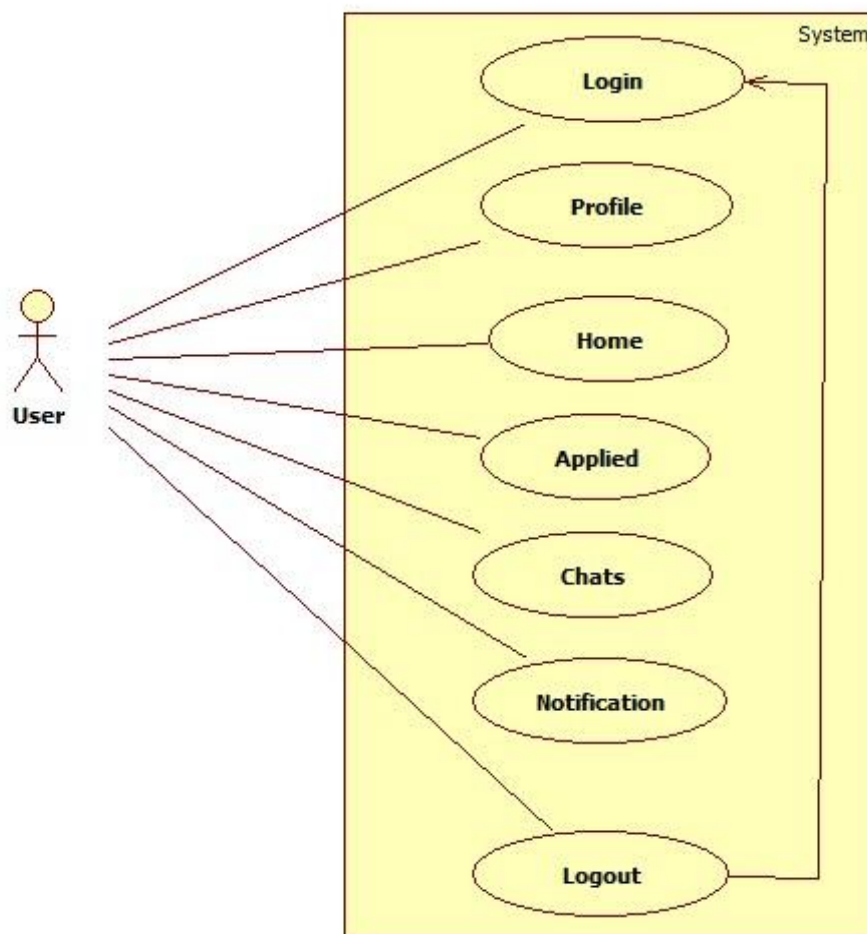 System
Login
Profile
Home
User
Applied
Chats
Notification
Logout